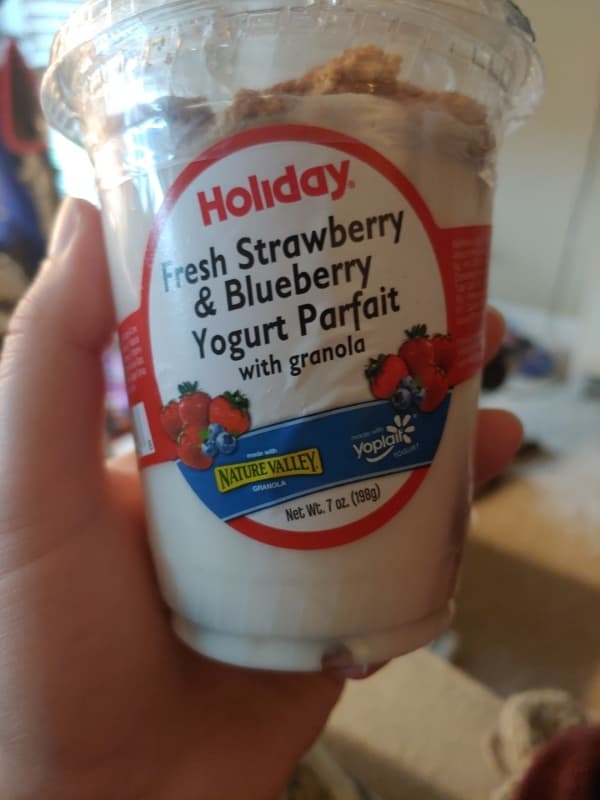 Holiday
Fresh Strawberry
& Blueberry
Yogurt Parfait
with granola
made with
NATURE VALLEY
GRANOLA
made with
yoplait
YOGURT
Net Wt. 7 oz. (198g)